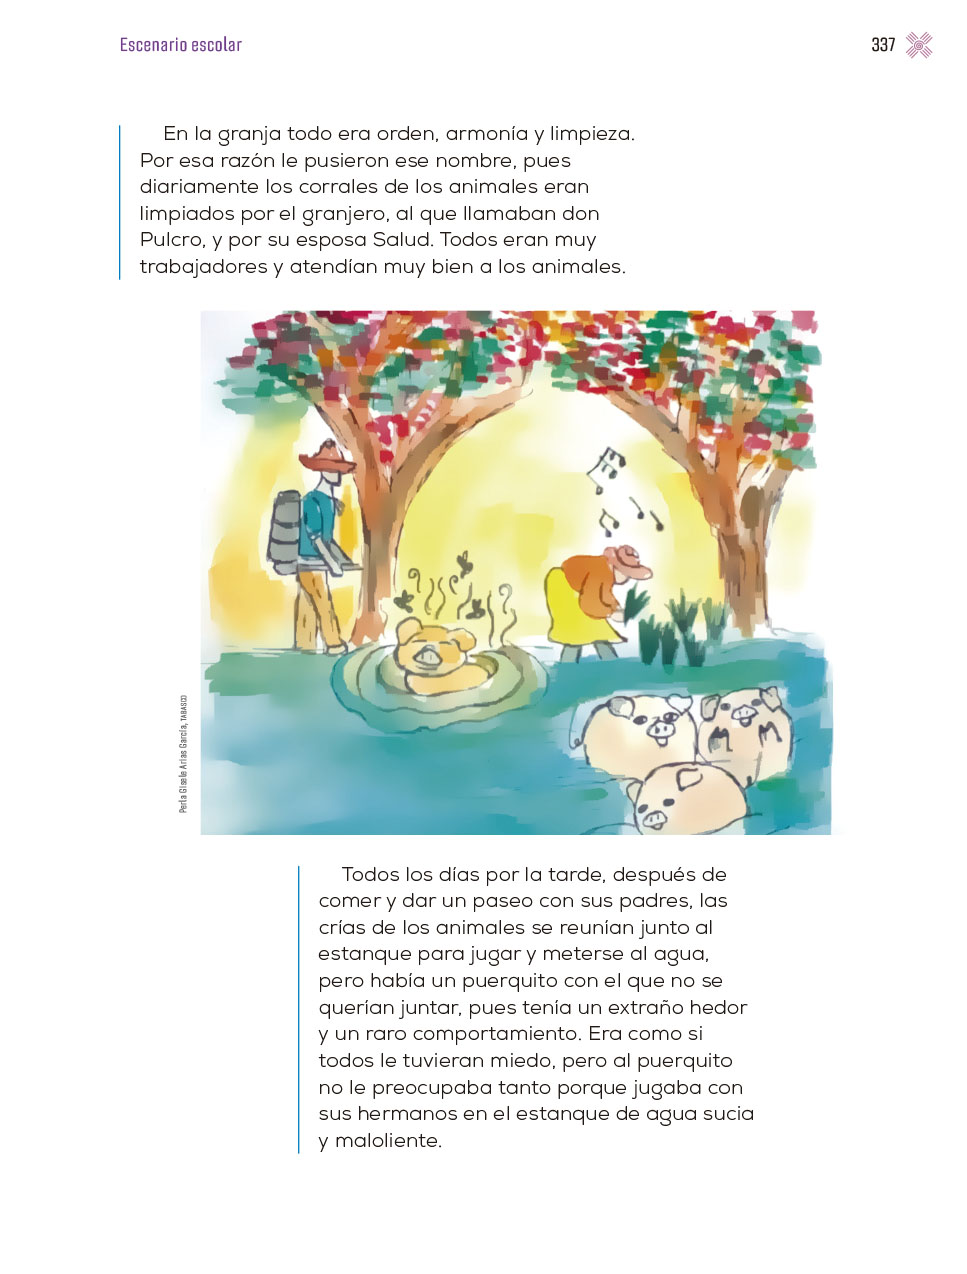 Escenario escolar
337
En la granja todo era orden, armonía y limpieza.
Por esa razón le pusieron ese nombre, pues
diariamente los corrales de los animales eran
limpiados por el granjero, al que llamaban don
Pulcro, y por su esposa Salud. Todos eran muy
trabajadores y atendían muy bien a los animales.
Perla Gisele Arias García, TABASCO
Todos los días por la tarde, después de
comer y dar un paseo con sus padres, las
crías de los animales se reunían junto al
estanque para jugar y meterse al agua,
pero había un puerquito con el que no se
querían juntar, pues tenía un extraño hedor
y un raro comportamiento. Era como si
todos le tuvieran miedo, pero al puerquito
no le preocupaba tanto porque jugaba con
sus hermanos en el estanque de agua sucia
y maloliente.